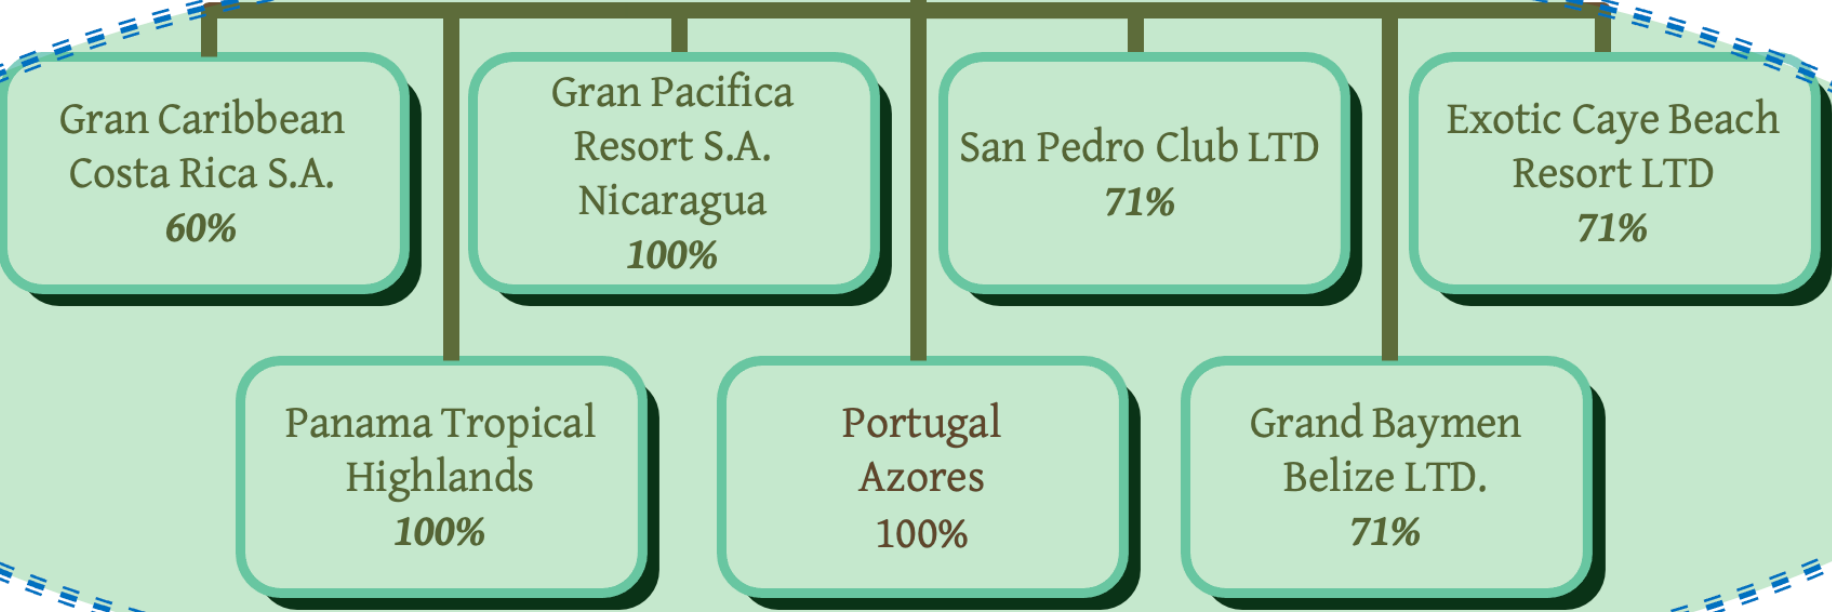 Gran Caribbean
Costa Rica S.A.
60%
Gran Pacifica
Resort S.A.
Nicaragua
100%
San Pedro Club LTD
71%
Exotic Caye Beach
Resort LTD
71%
Panama Tropical
Highlands
100%
Portugal
Azores
100%
Grand Baymen
Belize LTD.
71%